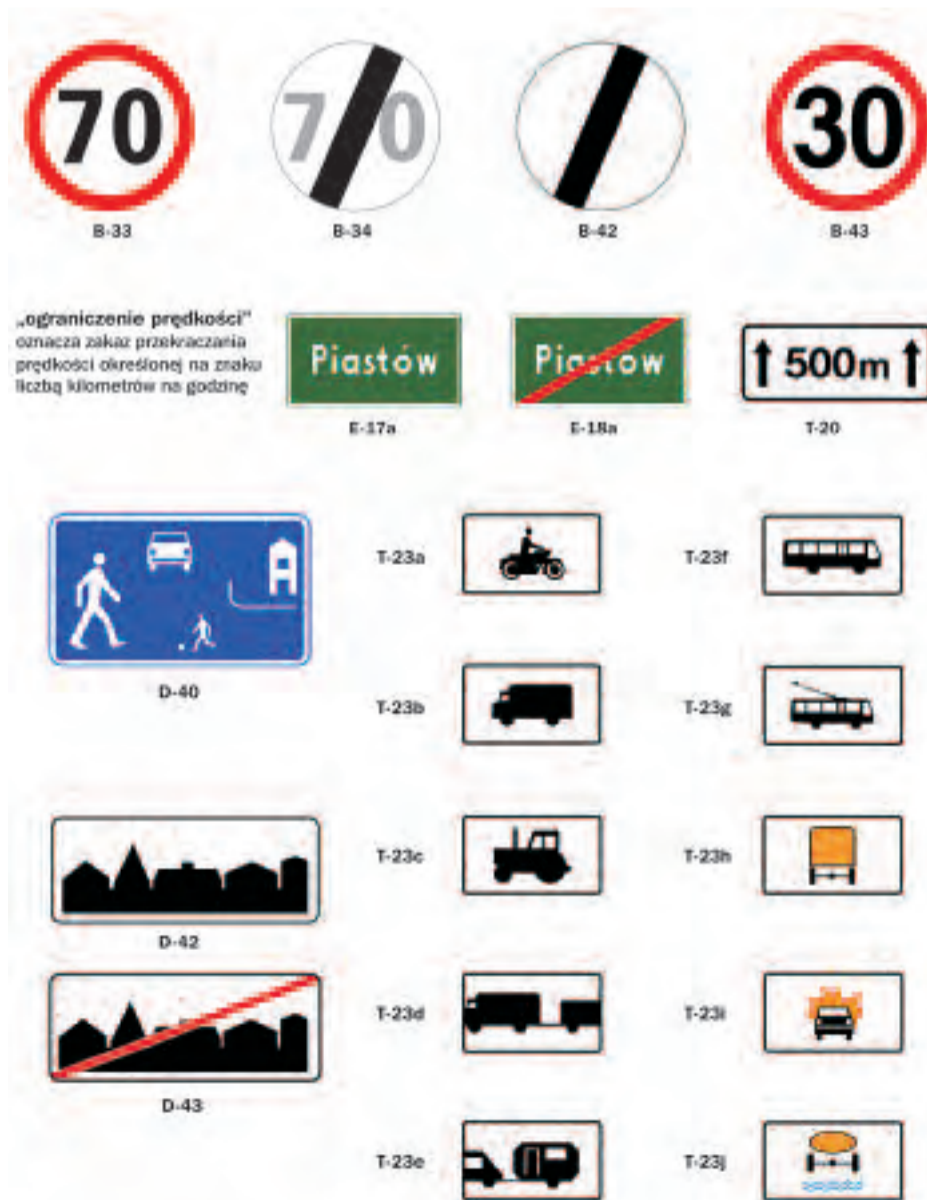 70
70
30
B-33
B-34
B-42
B-43
„ograniczenie prędkości"
oznacza zakaz przekraczania
prędkości określonej na znaku
liczbą kilometrów na godzinę
Piastów
Piastów
500m
E-17a
E-18a
T-20
T-23a
T-23f
D-40
T-23b
T-23g
T-23c
T-23h
D-42
T-23d
T-23i
D-43
T-23e
T-23j